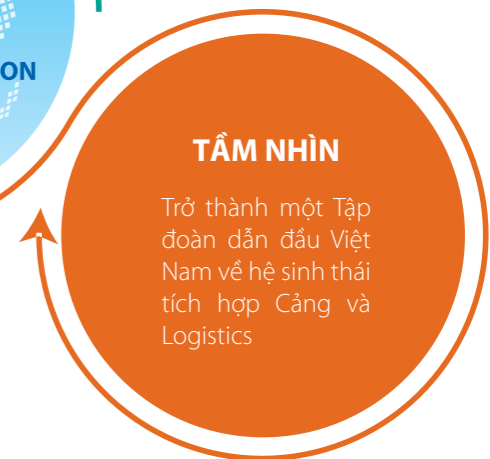 ON
TẦM NHÌN
Trở thành một Tập
đoàn dẫn đầu Việt
Nam về hệ sinh thái
tích hợp Cảng và
Logistics